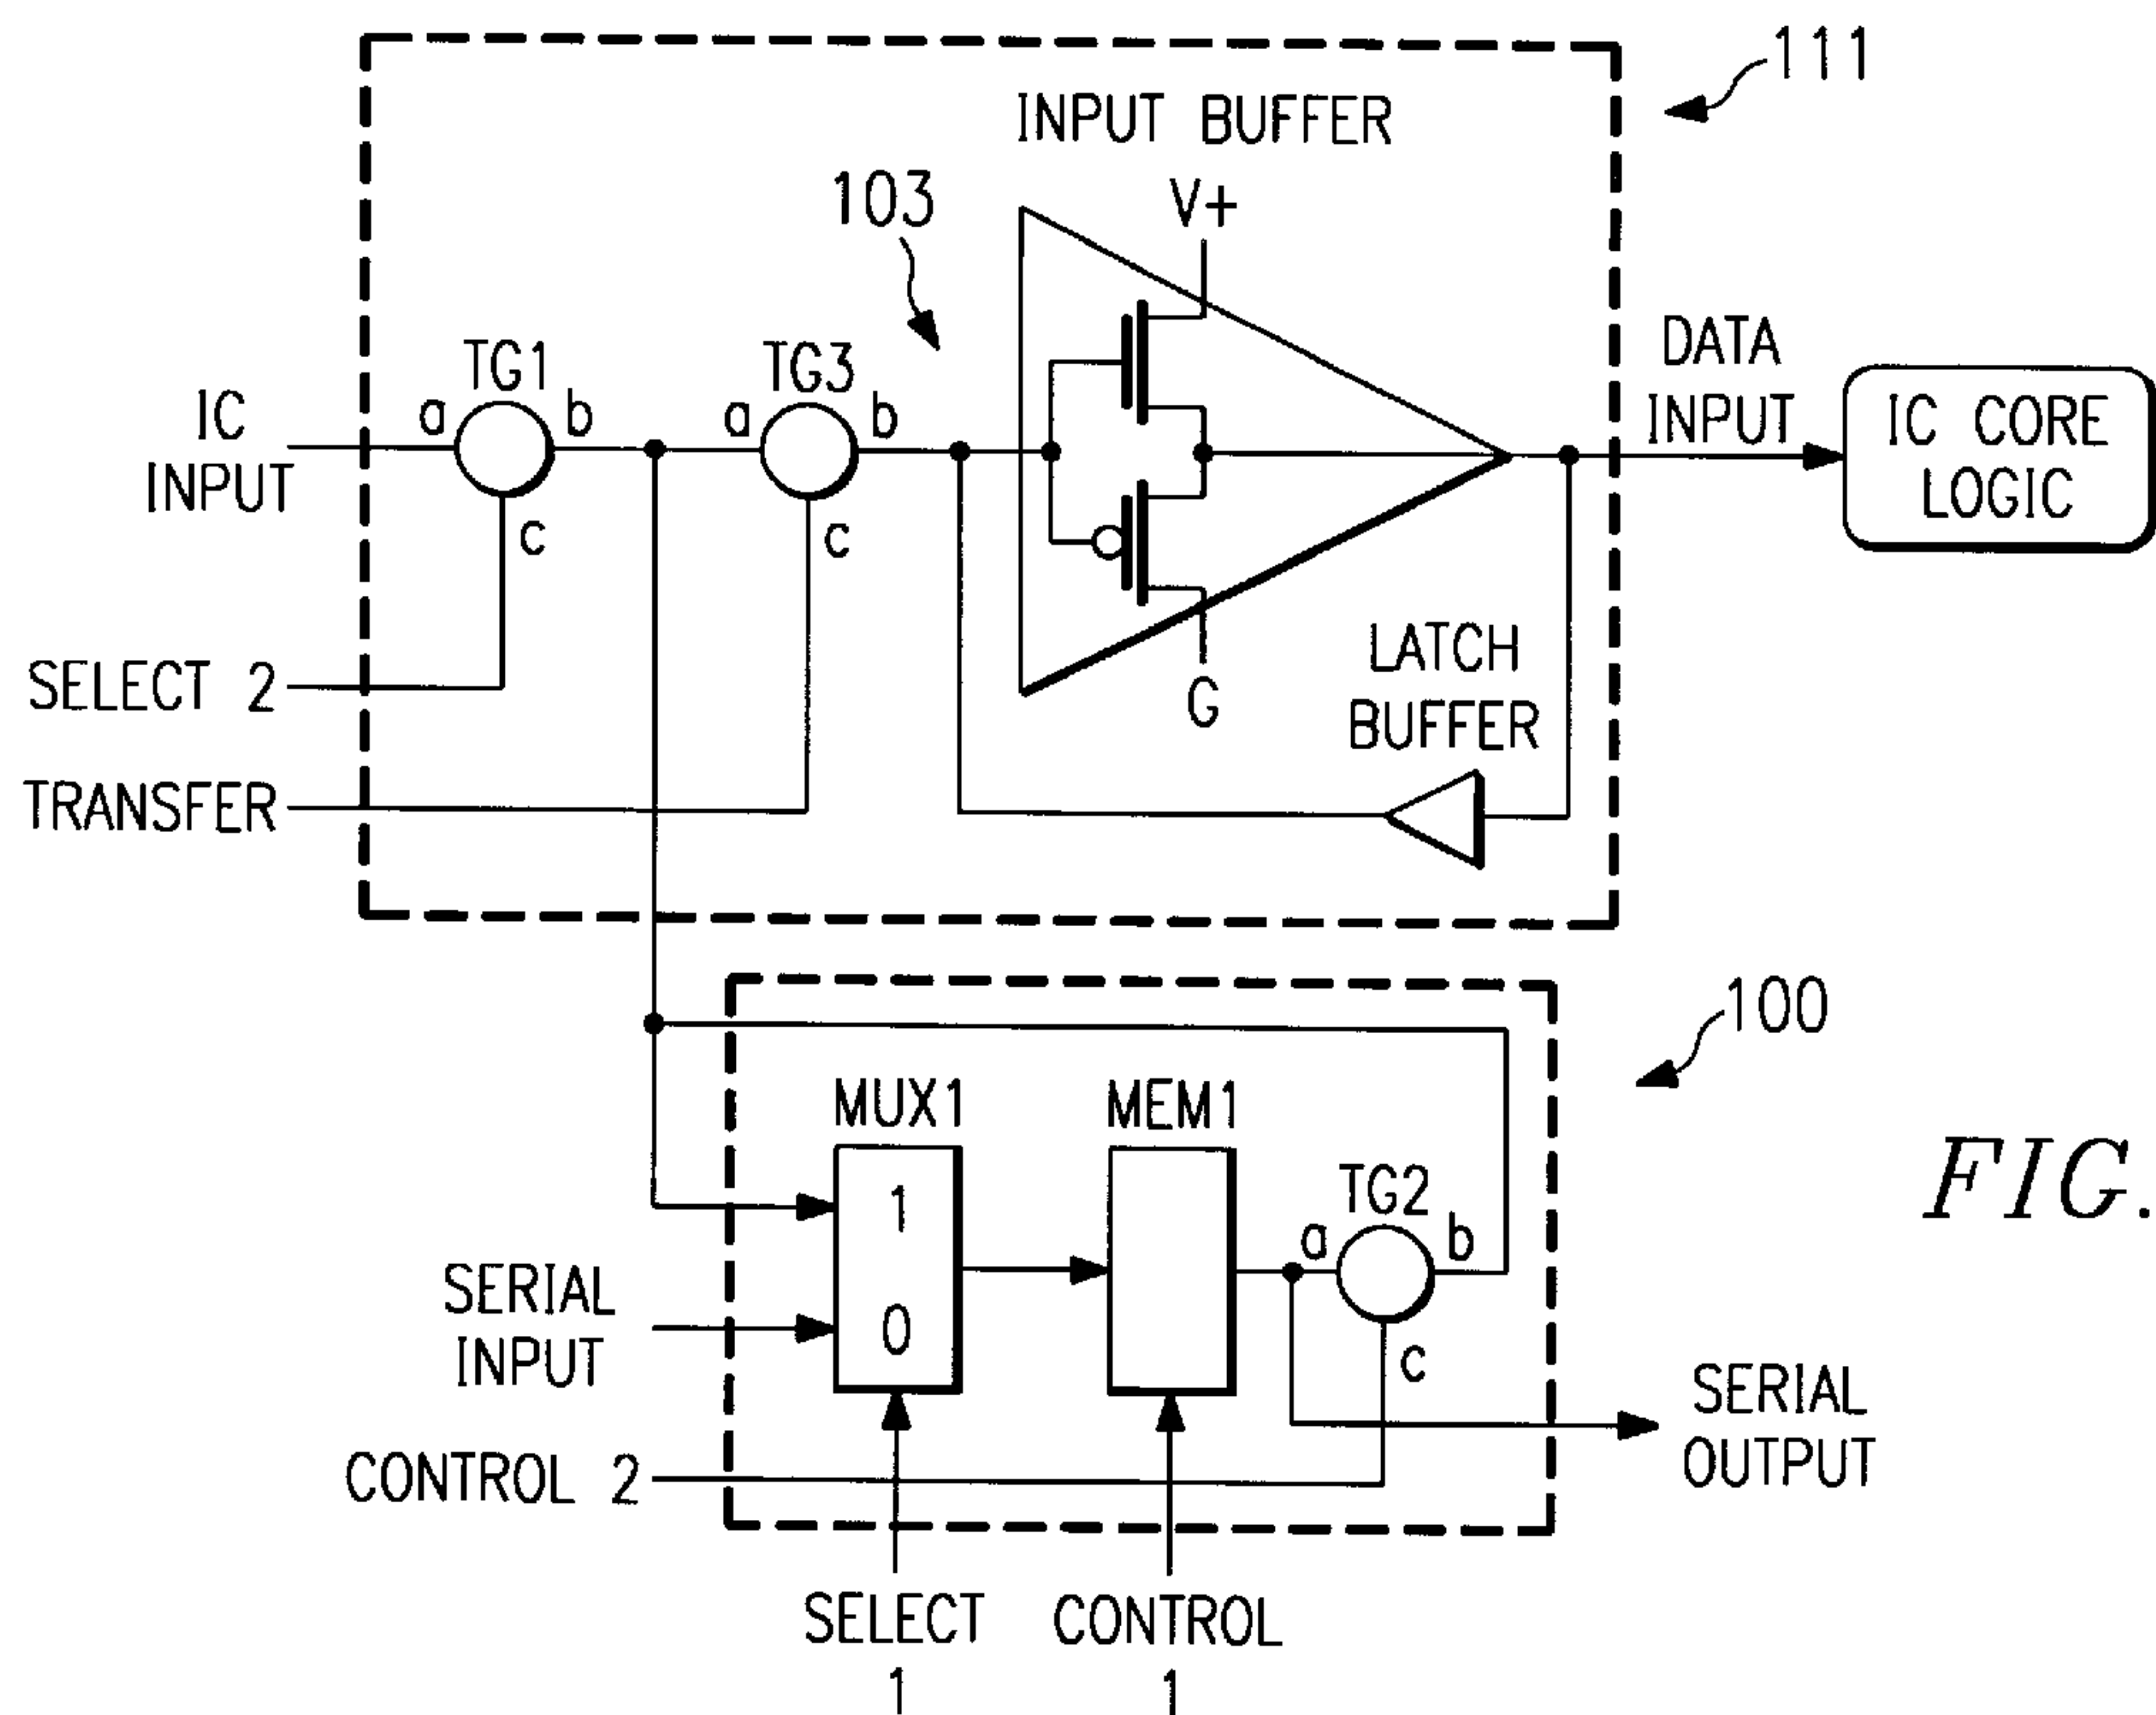 111
INPUT BUFFER
103
V+
TG1
TG3
a
b
a
b
IC
INPUT
DATA
INPUT
IC CORE
LOGIC
c
c
SELECT 2
G
LATCH
BUFFER
TRANSFER
100
MUX1
MEM1
FIG.
1
TG2
a
b
SERIAL
INPUT
0
c
SERIAL
OUTPUT
CONTROL 2
SELECT
1
CONTROL
1